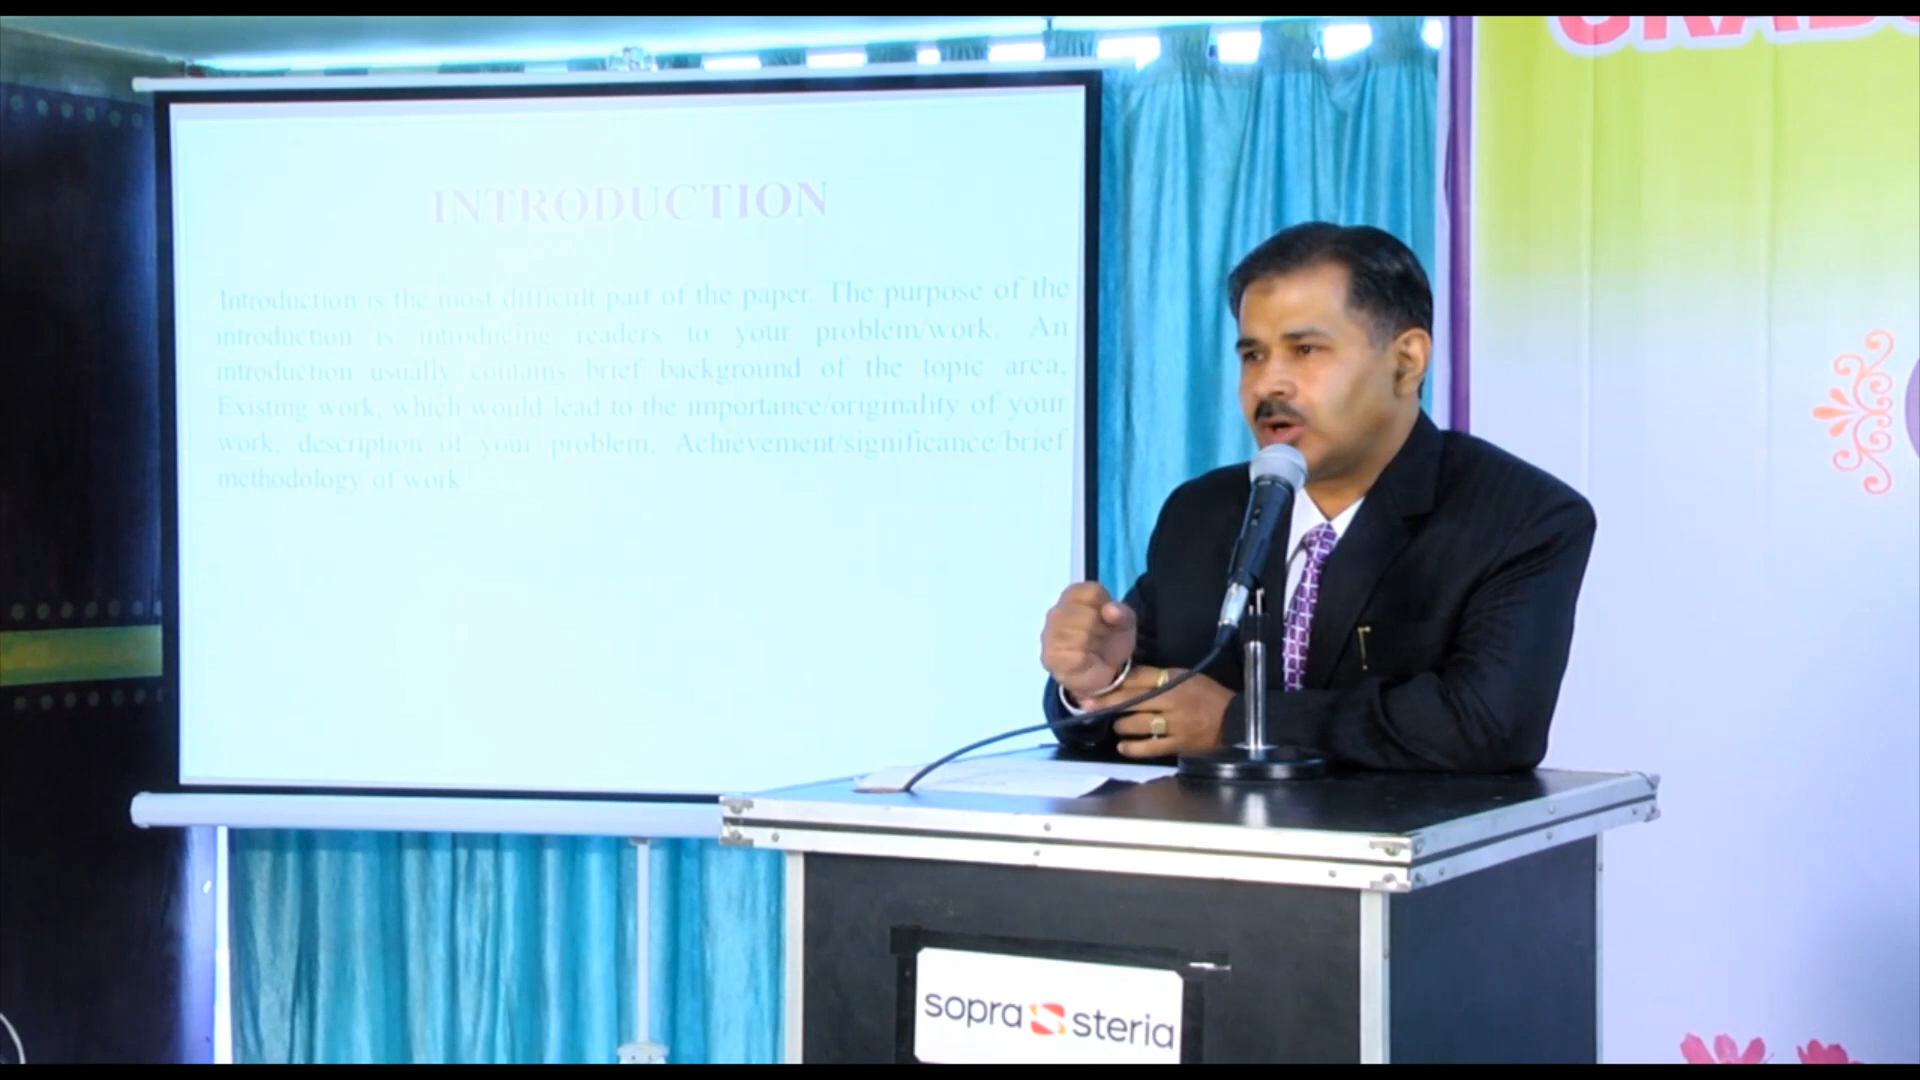 INTRODUCTION
Introduction is the most difficult part of the paper. The purpose of the
introduction is introducing readers to your problem/work. An
introduction usually contains brief background of the topic area,
Existing work, which would lead to the importance/originality of your
work, description of your problem, Achievement/significance/brief
methodology of work
sopra steria